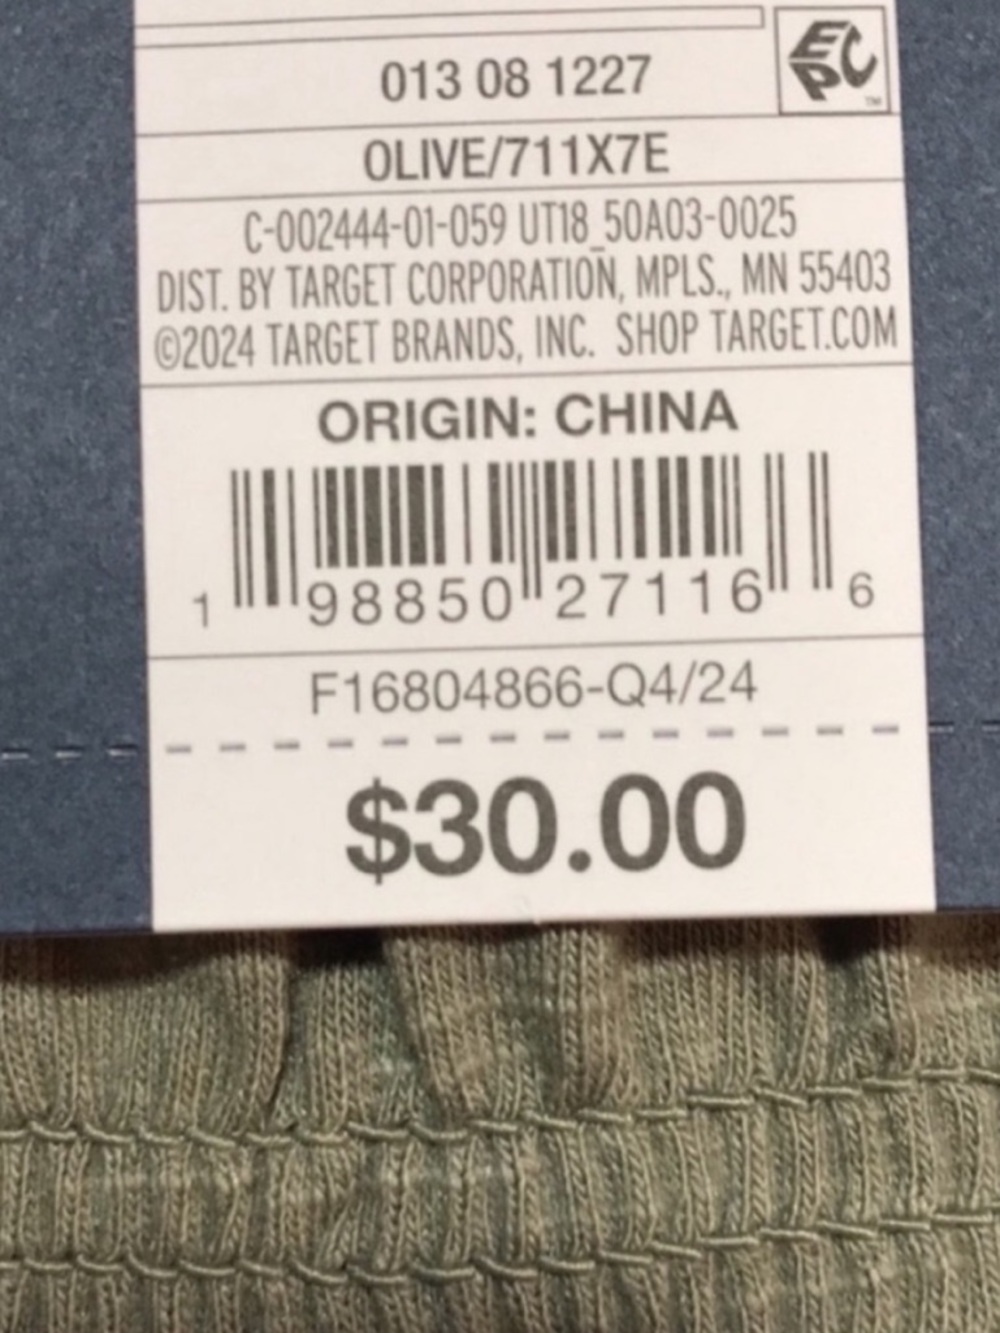 EPC
TM
013 08 1227
OLIVE/711X7E
C-002444-01-059 UT18_50A03-0025
DIST. BY TARGET CORPORATION, MPLS., MN 55403
©2024 TARGET BRANDS, INC. SHOP TARGET.COM
ORIGIN: CHINA
1 98850 27116 6
F16804866-Q4/24
$30.00